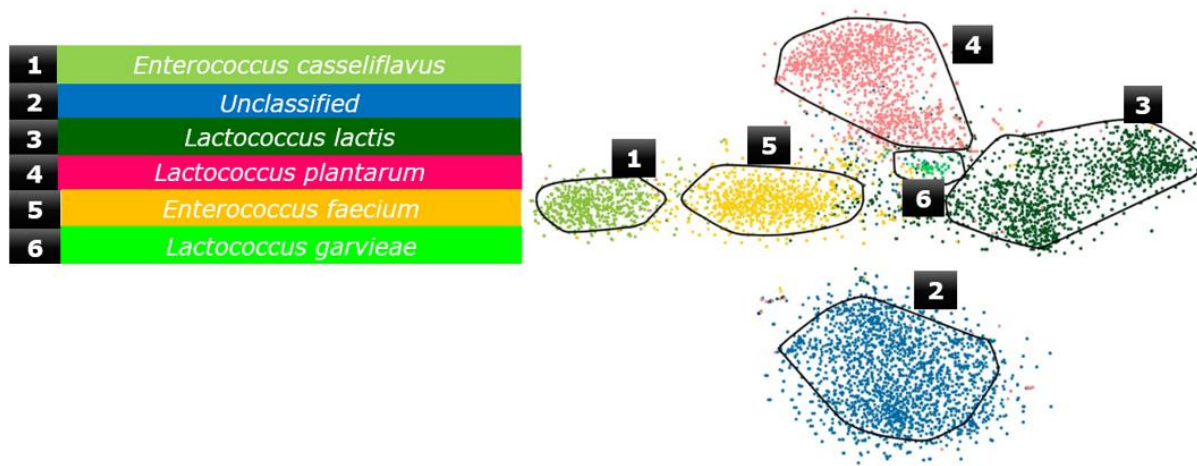 1 Enterococcus casseliflavus
2 Unclassified
3 Lactococcus lactis
4 Lactococcus plantarum
5 Enterococcus faecium
6 Lactococcus garvieae
4
3
1
5
6
2